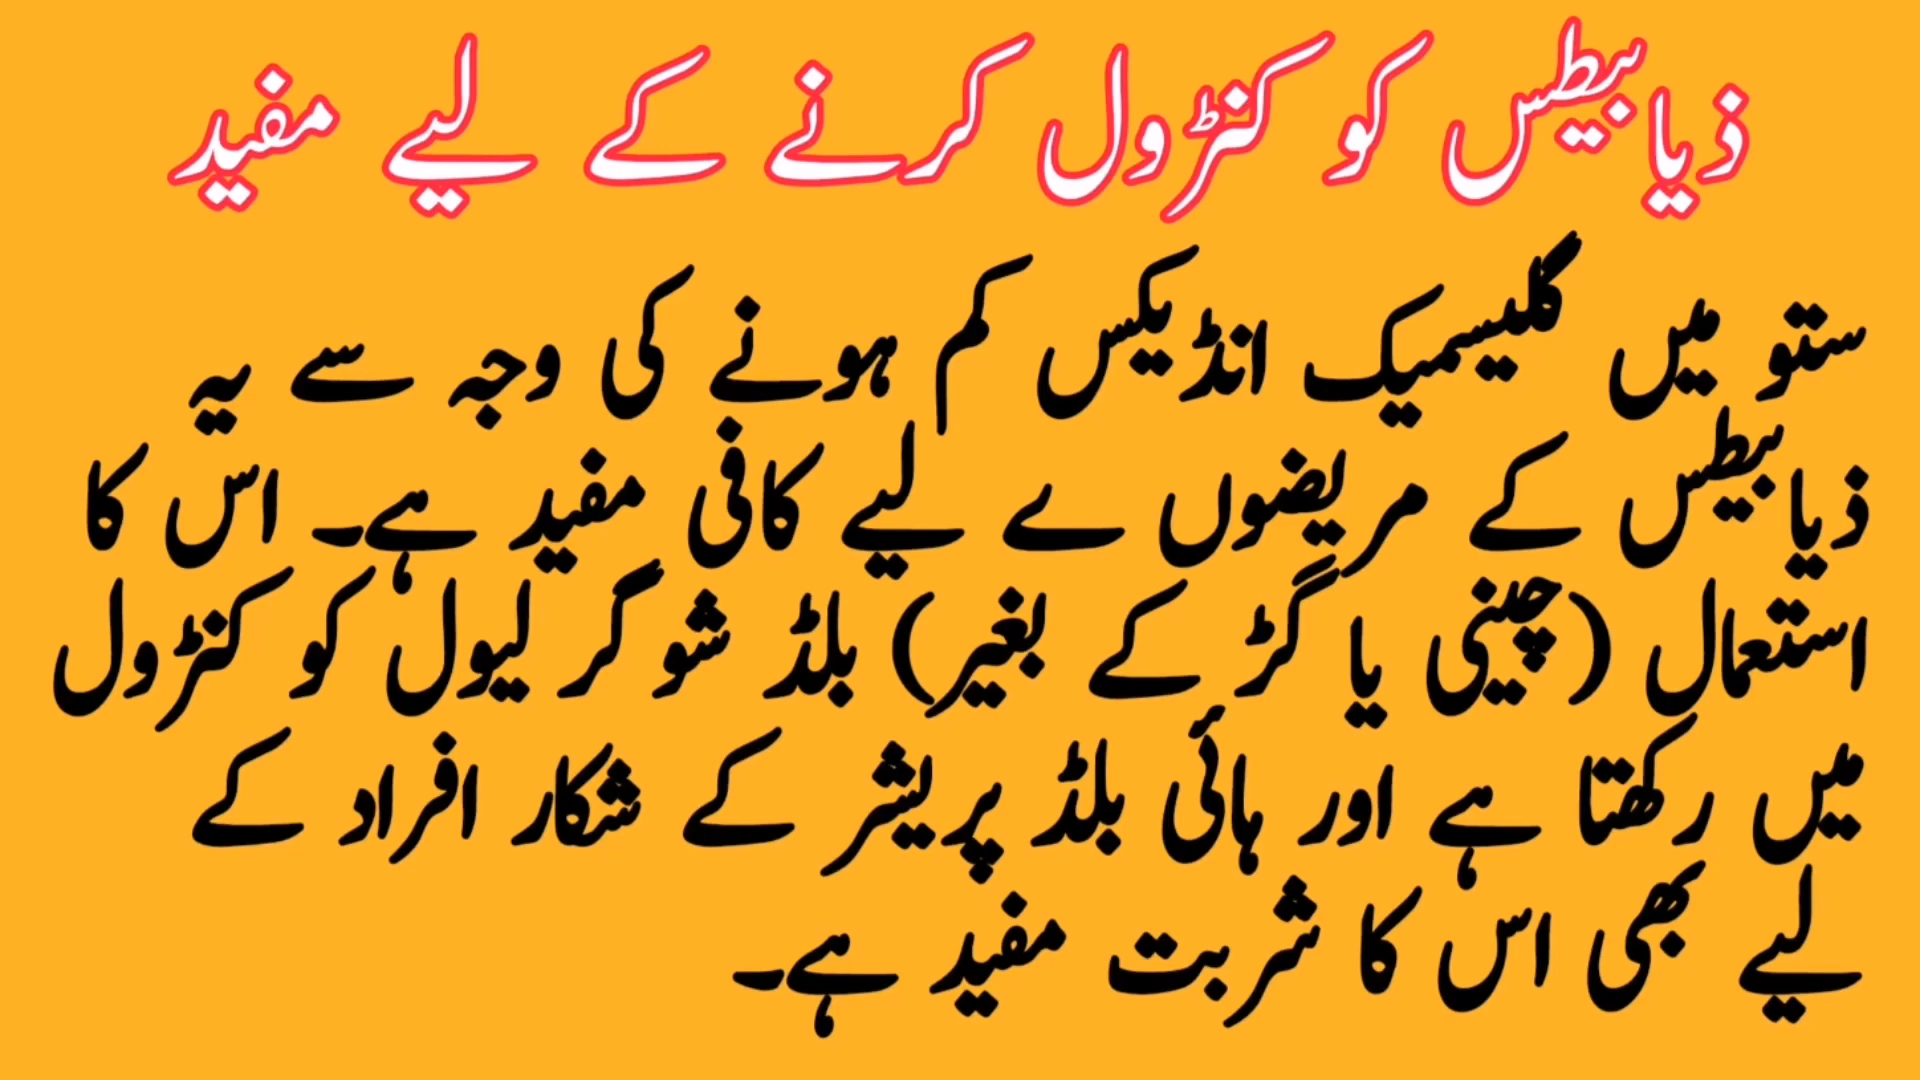 ذیابیطس کو کنٹرول کرنے کے لیے مفید
ستو میں گلیسمیک انڈیکس کم ہونے کی وجہ سے یہ
ذیابیطس کے مریضوں ے لیے کافی مفید ہے۔ اس کا
استعمال (چینی یا گڑ کے بغیر) بلڈ شوگر لیول کو کنٹرول
میں رکھتا ہے اور ہائی بلڈ پریشر کے شکار افراد کے
لیے بھی اس کا شربت مفید ہے۔